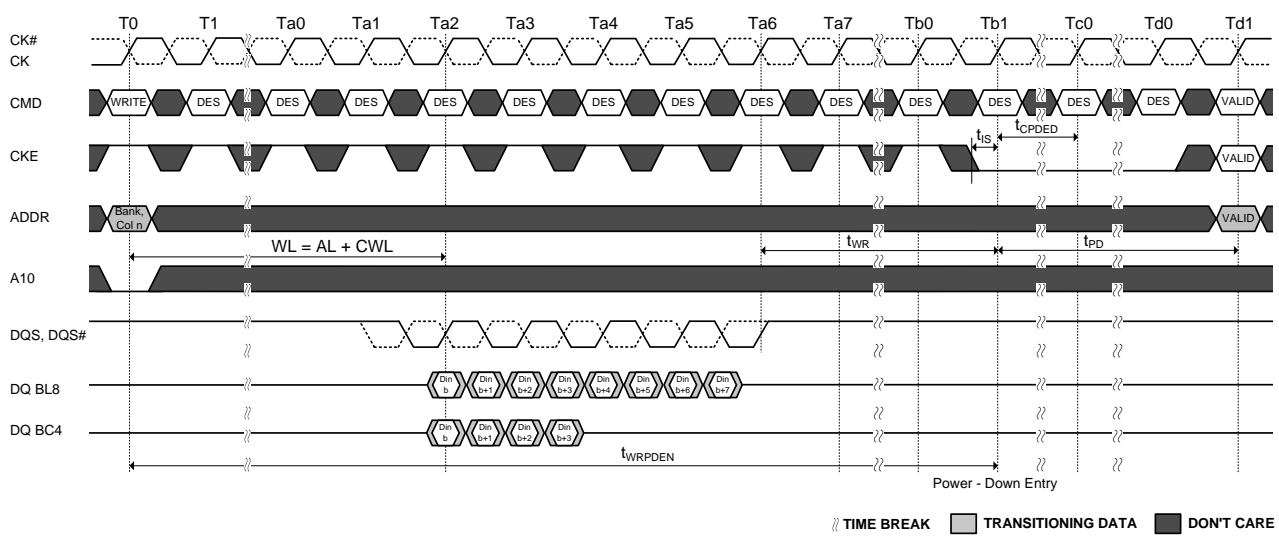 T0 T1 Ta0 Ta1 Ta2 Ta3 Ta4 Ta5 Ta6 Ta7 Tb0 Tb1 Tc0 Td0 Td1
CK#
CK
CMD WRITE DES DES DES DES DES DES DES DES DES DES DES DES DES VALID
tIS tCPDED
CKE VALID
ADDR Bank, Col n VALID
WL = AL + CWL tWR tPD
A10
DQS, DQS#
DQ BL8 Din b Din b+1 Din b+2 Din b+3 Din b+4 Din b+5 Din b+6 Din b+7
DQ BC4 Din b Din b+1 Din b+2 Din b+3
tWRPDEN
Power - Down Entry
TIME BREAK TRANSITIONING DATA DON'T CARE